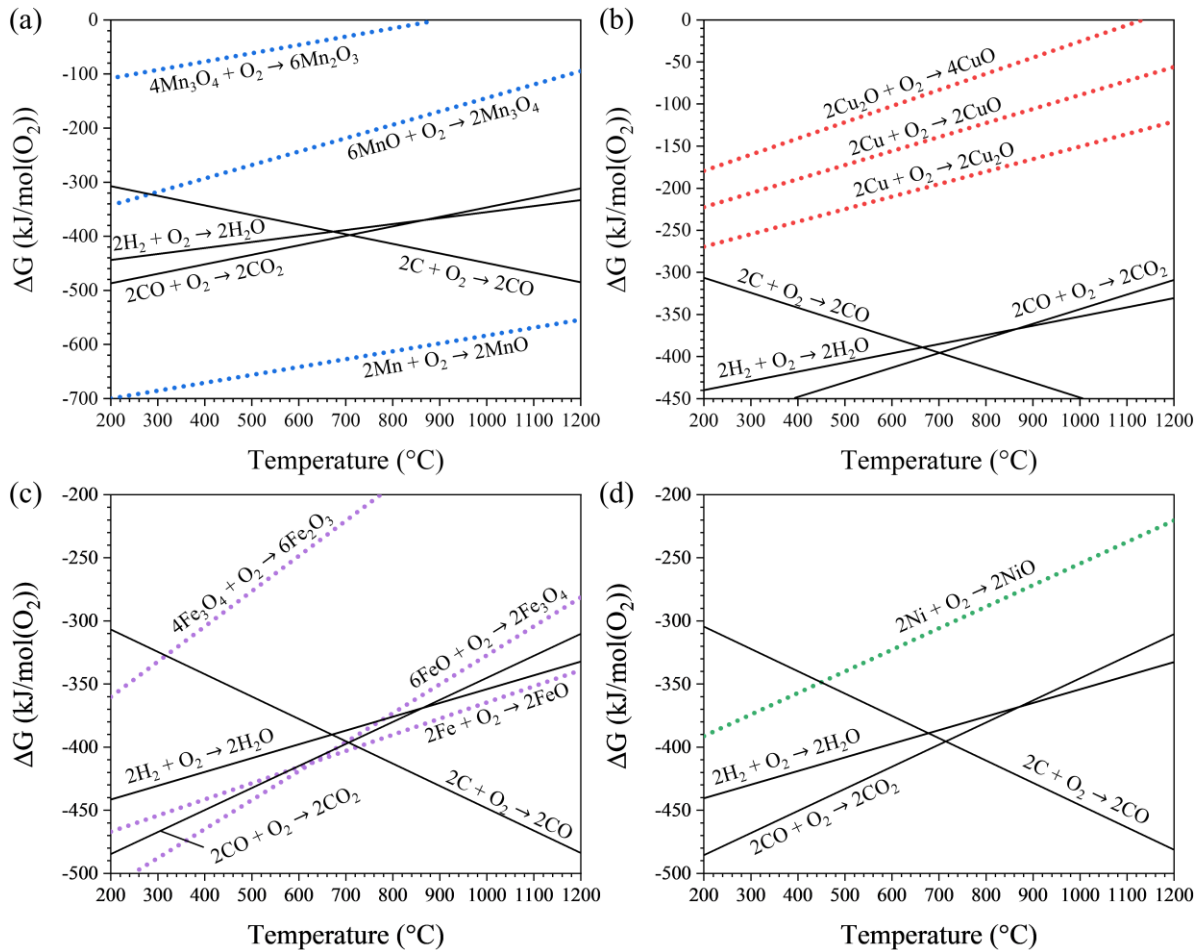 (a)
0
-100
-200
-300
-400
-500
-600
-700
ΔG (kJ/mol(O₂))
4Mn₃O₄ + O₂ → 6Mn₂O₃
6MnO + O₂ → 2Mn₃O₄
2H₂ + O₂ → 2H₂O
2CO + O₂ → 2CO₂
2C + O₂ → 2CO
2Mn + O₂ → 2MnO
200 300 400 500 600 700 800 900 1000 1100 1200
Temperature (°C)
(b)
0
-50
-100
-150
-200
-250
-300
-350
-400
-450
ΔG (kJ/mol(O₂))
2Cu₂O + O₂ → 4CuO
2Cu + O₂ → 2CuO
2Cu + O₂ → 2Cu₂O
2C + O₂ → 2CO
2CO + O₂ → 2CO₂
2H₂ + O₂ → 2H₂O
200 300 400 500 600 700 800 900 1000 1100 1200
Temperature (°C)
(c)
-200
-250
-300
-350
-400
-450
-500
ΔG (kJ/mol(O₂))
4Fe₃O₄ + O₂ → 6Fe₂O₃
6FeO + O₂ → 2Fe₃O₄
2Fe + O₂ → 2FeO
2H₂ + O₂ → 2H₂O
2CO + O₂ → 2CO₂
2C + O₂ → 2CO
200 300 400 500 600 700 800 900 1000 1100 1200
Temperature (°C)
(d)
-200
-250
-300
-350
-400
-450
-500
ΔG (kJ/mol(O₂))
2Ni + O₂ → 2NiO
2H₂ + O₂ → 2H₂O
2CO + O₂ → 2CO₂
2C + O₂ → 2CO
200 300 400 500 600 700 800 900 1000 1100 1200
Temperature (°C)